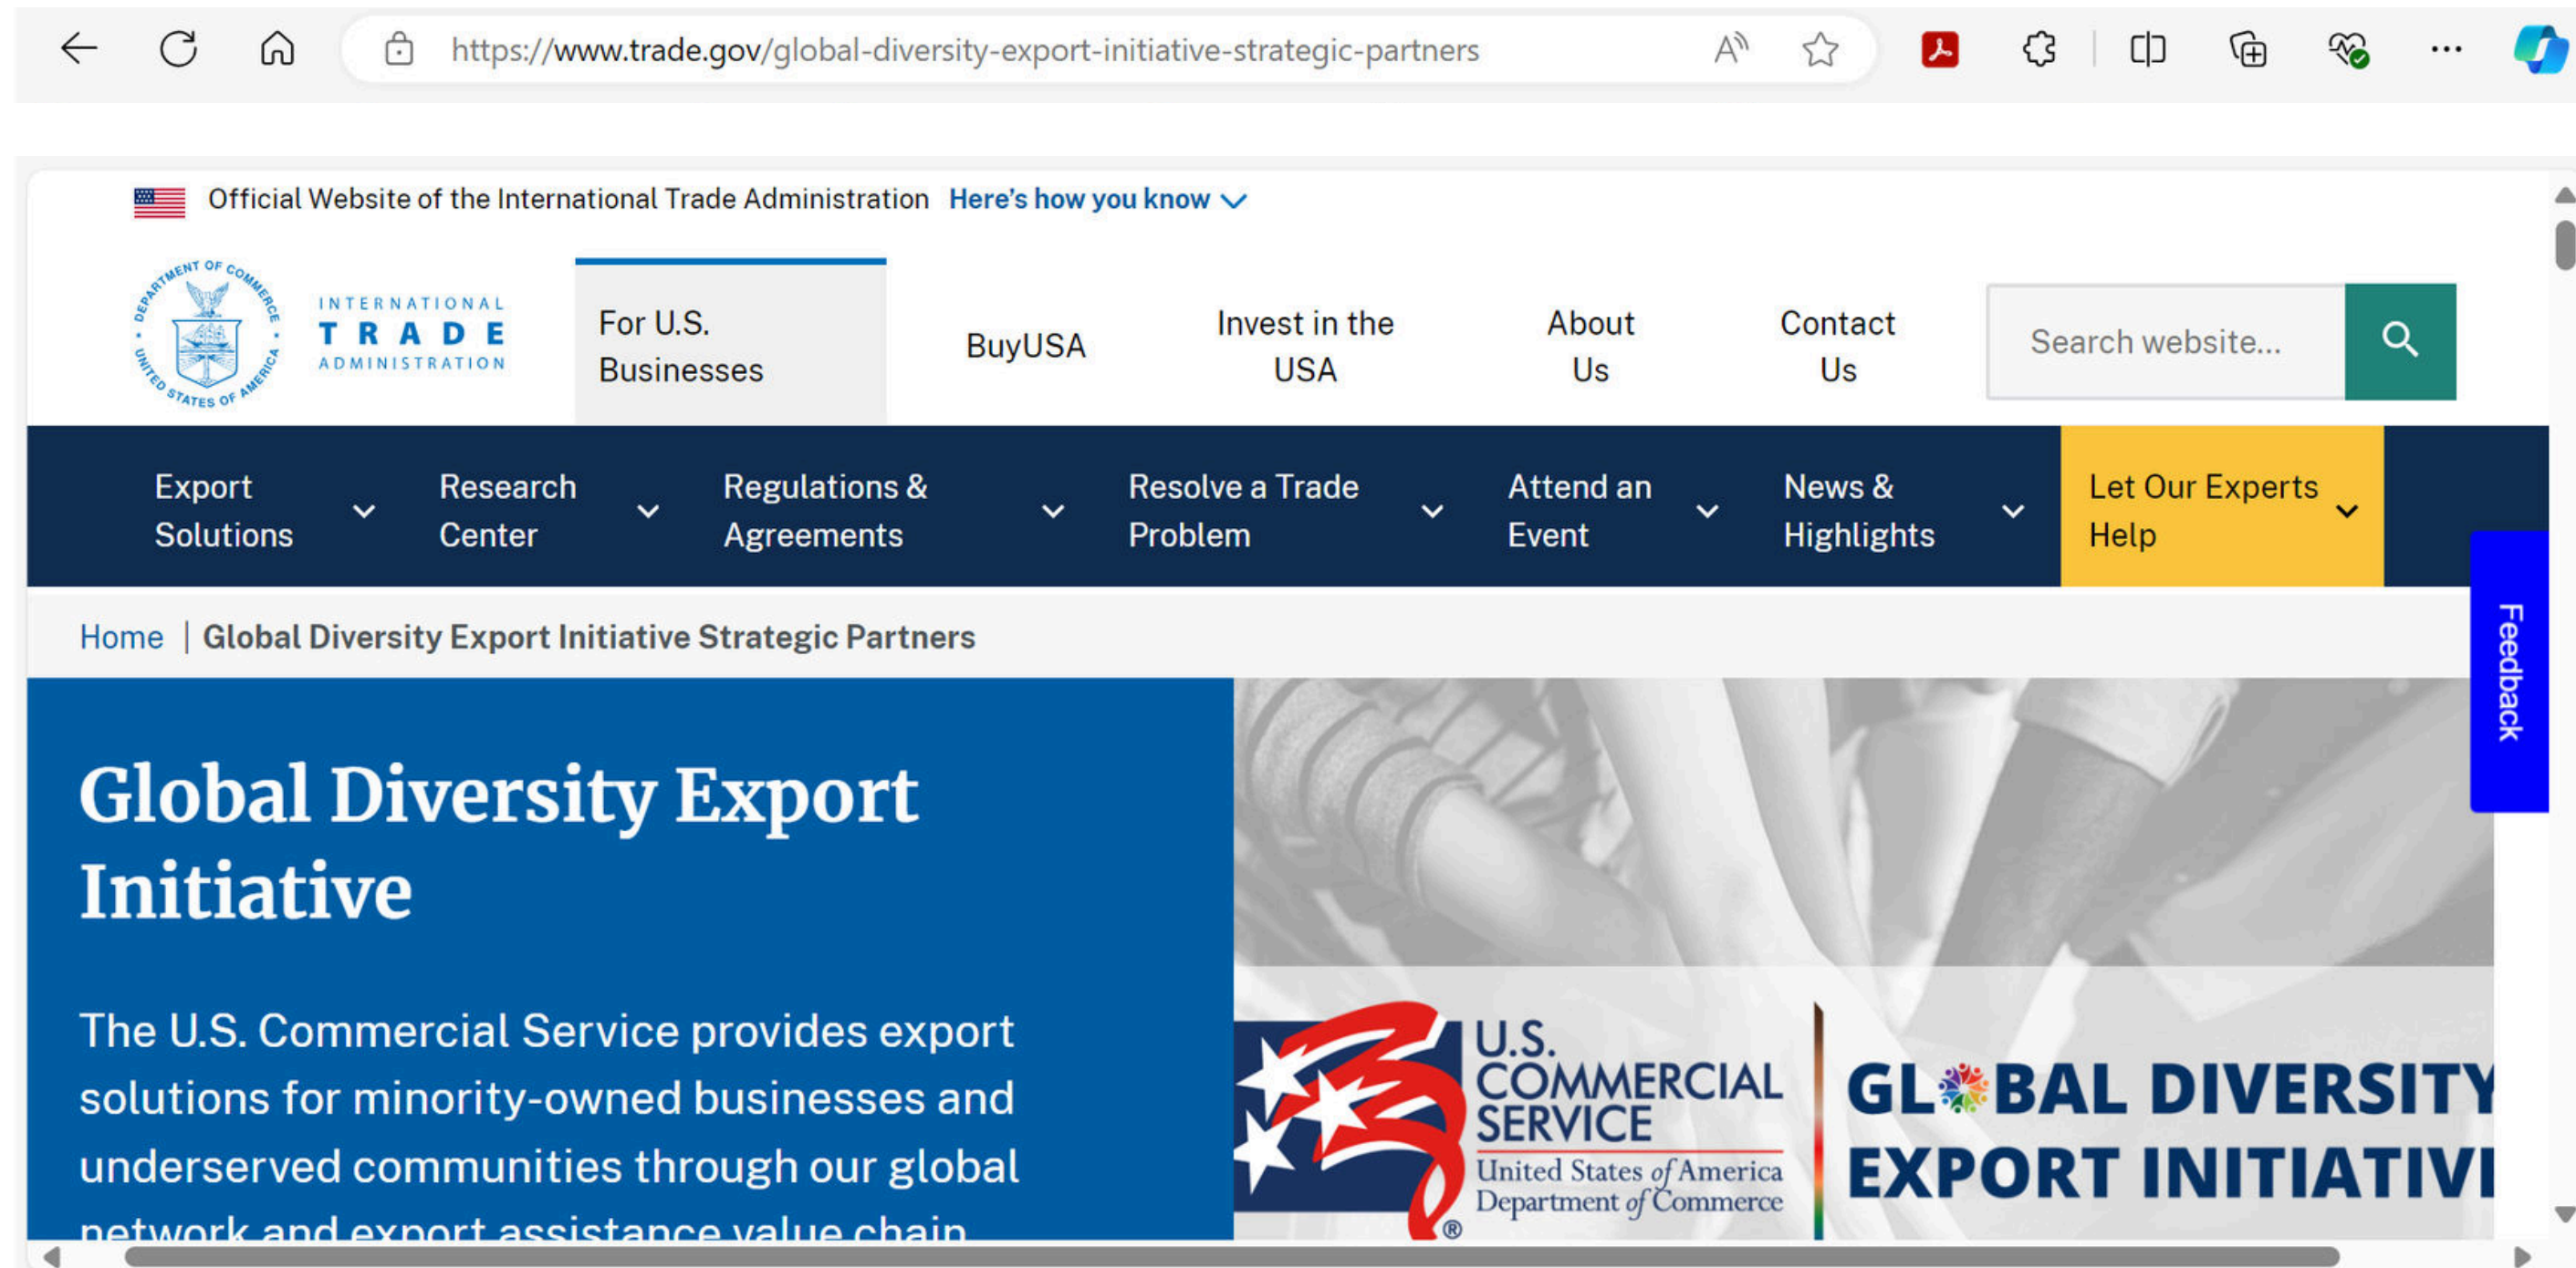 https://www.trade.gov/global-diversity-export-initiative-strategic-partners
Official Website of the International Trade Administration Here's how you know
DEPARTMENT OF COMMERCE
UNITED STATES OF AMERICA
INTERNATIONAL
TRADE
ADMINISTRATION
For U.S.
Businesses
BuyUSA
Invest in the
USA
About
Us
Contact
Us
Search website...
Export
Solutions
Research
Center
Regulations &
Agreements
Resolve a Trade
Problem
Attend an
Event
News &
Highlights
Let Our Experts
Help
Feedback
Home | Global Diversity Export Initiative Strategic Partners
Global Diversity Export
Initiative
The U.S. Commercial Service provides export
solutions for minority-owned businesses and
underserved communities through our global
network and export assistance value chain
U.S.
COMMERCIAL
SERVICE
United States of America
Department of Commerce
®
GLOBAL DIVERSITY
EXPORT INITIATIVE